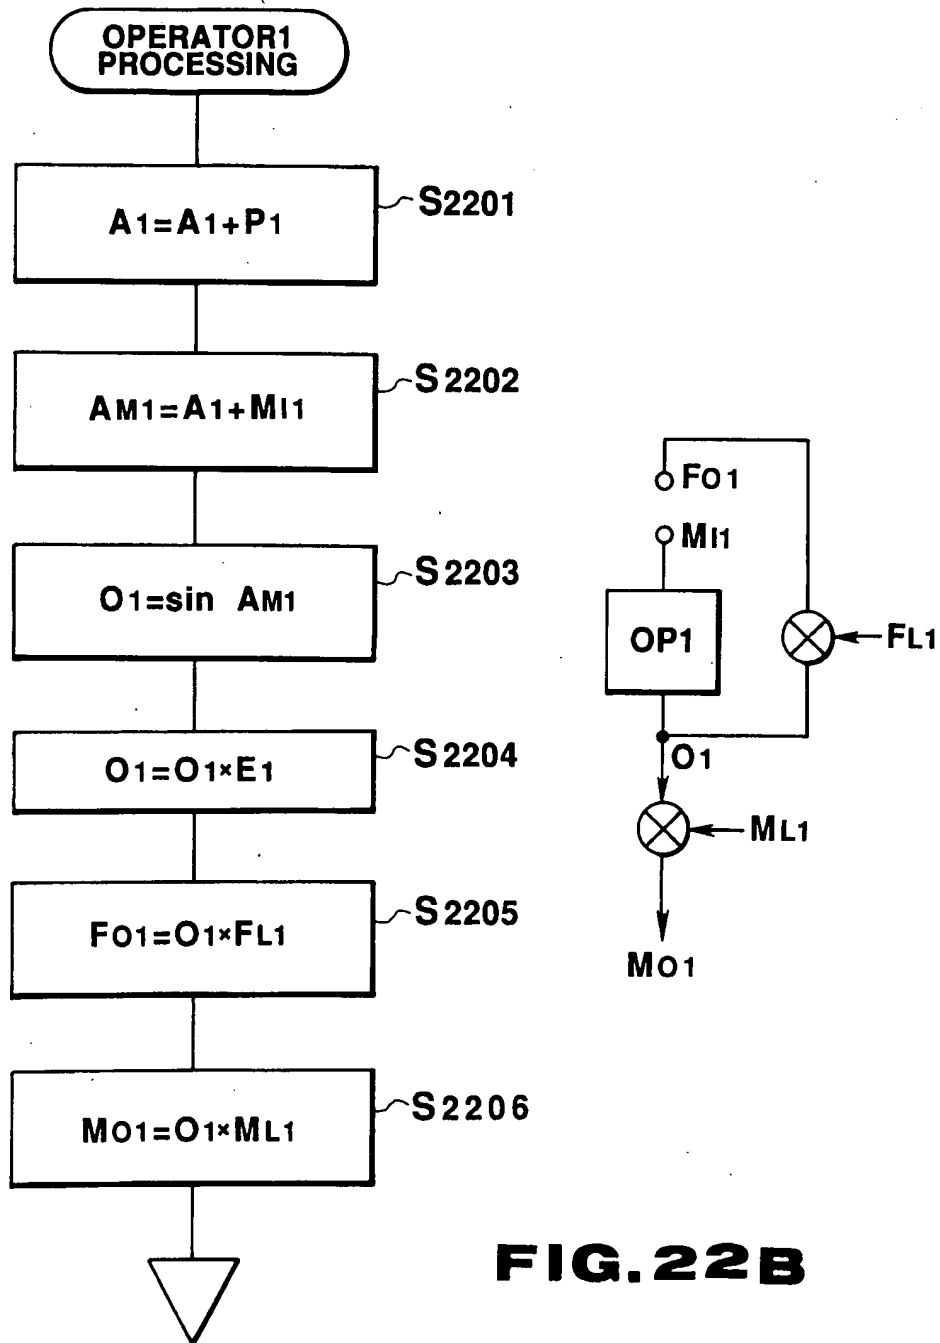 OPERATOR1
PROCESSING
A1=A1+P1
S2201
AM1=A1+MI1
S2202
O1=sin AM1
S2203
O1=O1×E1
S2204
FO1=O1×FL1
S2205
MO1=O1×ML1
S2206
FO1
MI1
OP1
FL1
O1
ML1
MO1
FIG.22B